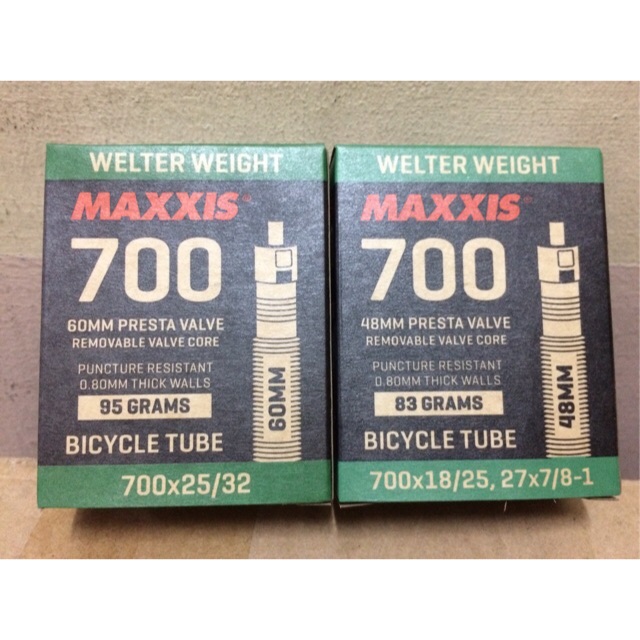 WELTER WEIGHT
MAXXIS
700
60MM PRESTA VALVE
REMOVABLE VALVE CORE
PUNCTURE RESISTANT
0.80MM THICK WALLS
95 GRAMS
60MM
BICYCLE TUBE
700x25/32
WELTER WEIGHT
MAXXIS
700
48MM PRESTA VALVE
REMOVABLE VALVE CORE
PUNCTURE RESISTANT
0.80MM THICK WALLS
83 GRAMS
48MM
BICYCLE TUBE
700x18/25, 27x7/8-1